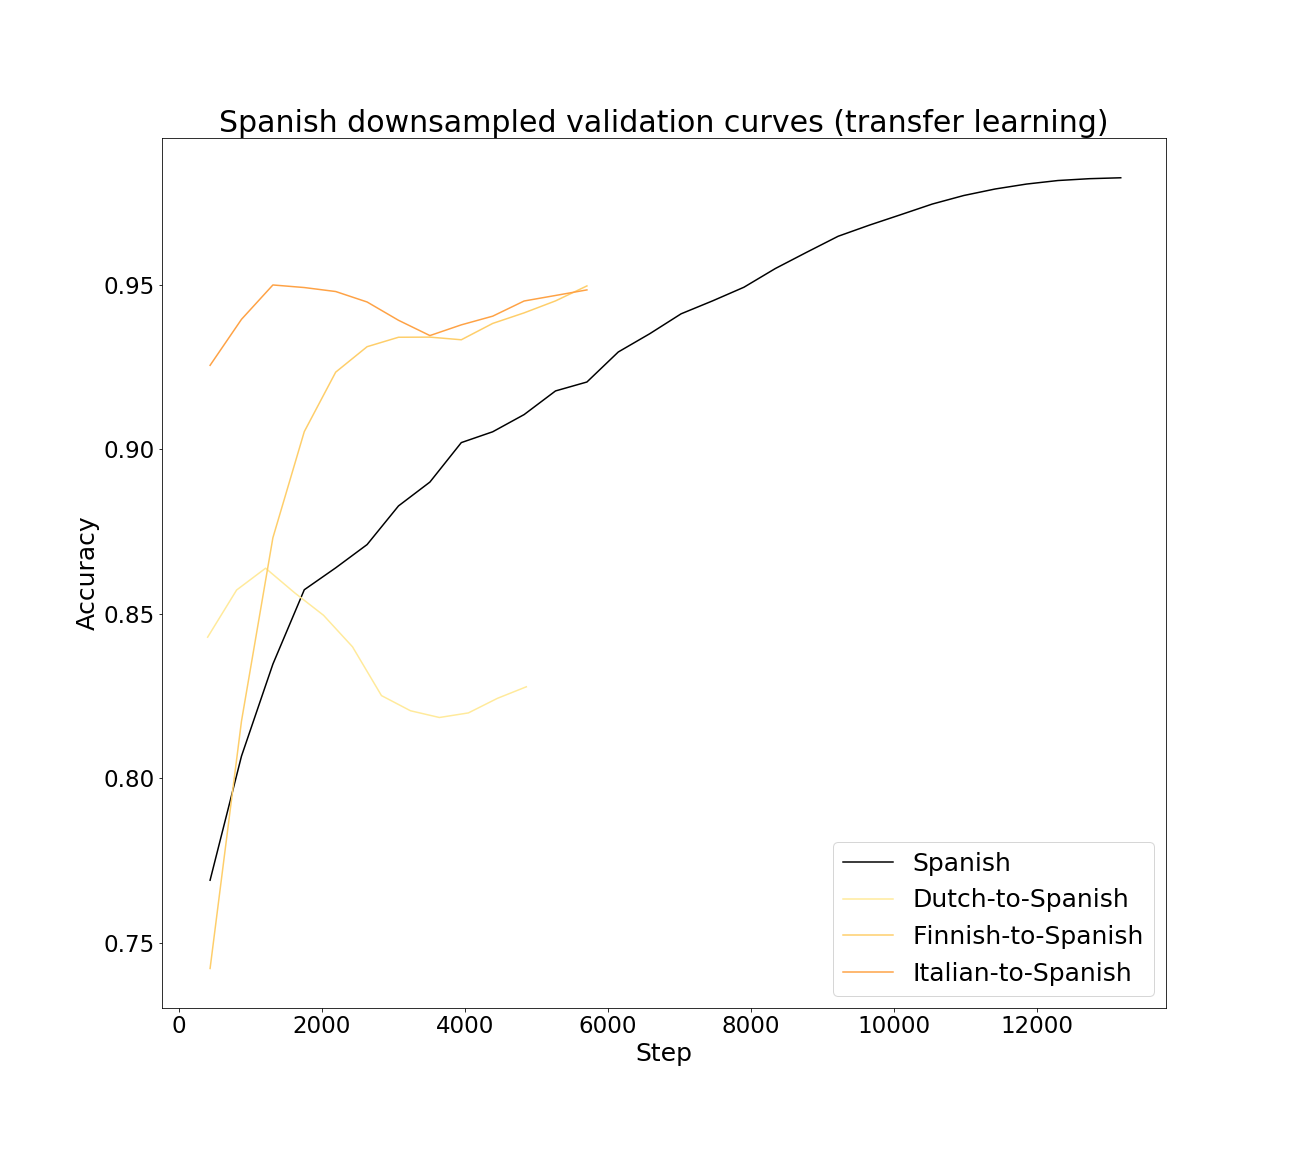 Spanish downsampled validation curves (transfer learning)
0.95
0.90
0.85
0.80
0.75
Accuracy
0 2000 4000 6000 8000 10000 12000
Step
Spanish
Dutch-to-Spanish
Finnish-to-Spanish
Italian-to-Spanish